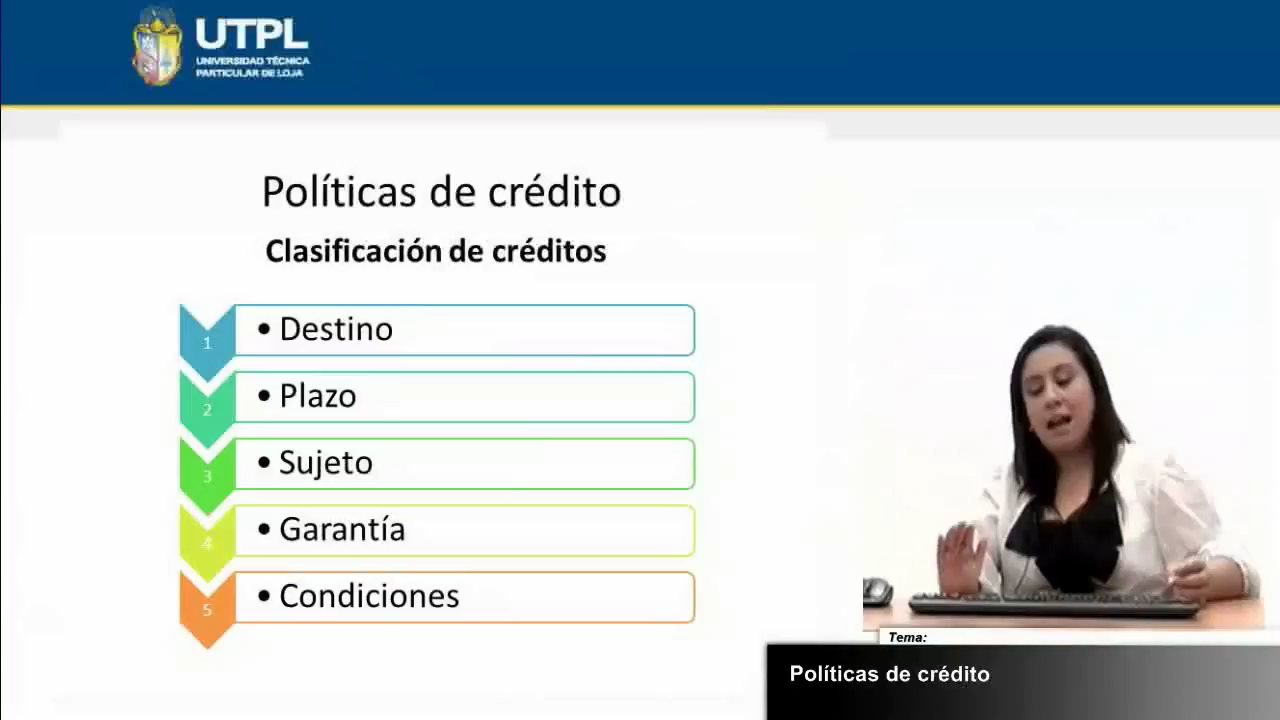 UTPL
UNIVERSIDAD TÉCNICA
PARTICULAR DE LOJA
Políticas de crédito
Clasificación de créditos
1
• Destino
2
• Plazo
3
• Sujeto
4
• Garantía
5
• Condiciones
Tema:
Políticas de crédito